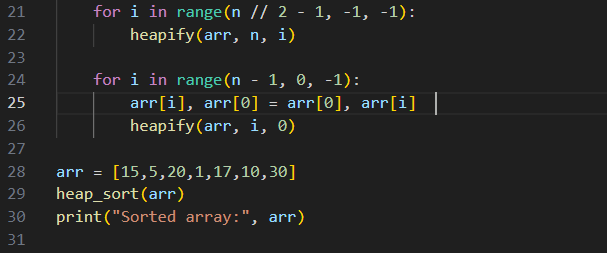 21 for i in range(n // 2 - 1, -1, -1):
22 heapify(arr, n, i)
23
24 for i in range(n - 1, 0, -1):
25 arr[i], arr[0] = arr[0], arr[i]
26 heapify(arr, i, 0)
27
28 arr = [15,5,20,1,17,10,30]
29 heap_sort(arr)
30 print("Sorted array:", arr)
31